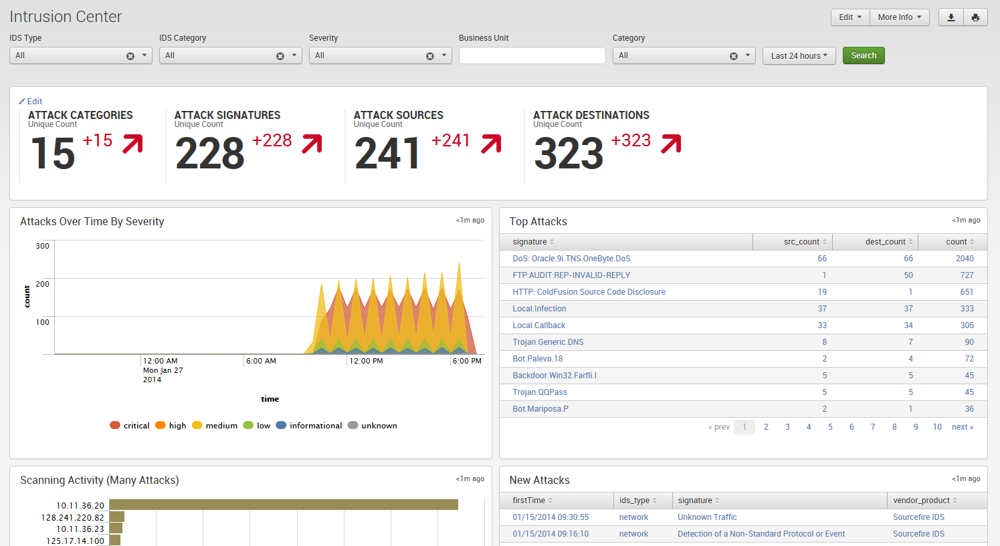 Intrusion Center
Edit
More Info
IDS Type
IDS Category
Severity
Business Unit
Category
All
All
All
All
Last 24 hours
Search
Edit
ATTACK CATEGORIES
Unique Count
15 +15
ATTACK SIGNATURES
Unique Count
228 +228
ATTACK SOURCES
Unique Count
241 +241
ATTACK DESTINATIONS
Unique Count
323 +323
Attacks Over Time By Severity
<1m ago
300
200
100
count
12:00 AM
Mon Jan 27
2014
6:00 AM
12:00 PM
6:00 PM
time
critical high medium low informational unknown
Top Attacks
<1m ago
signature src_count dest_count count
DoS: Oracle.9i.TNS.OneByte.DoS 66 66 2040
FTP:AUDIT:REP-INVALID-REPLY 1 50 727
HTTP: ColdFusion Source Code Disclosure 19 1 651
Local.Infection 37 37 333
Local.Callback 33 34 306
Trojan.Generic.DNS 8 7 90
Bot.Palevo.18 2 4 72
Backdoor.Win32.Farfli.I 5 5 45
Trojan.QQPass 5 5 45
Bot.Mariposa.P 2 1 36
« prev 1 2 3 4 5 6 7 8 9 10 next »
Scanning Activity (Many Attacks)
<1m ago
10.11.36.20
128.241.220.82
10.11.36.23
125.17.14.100
New Attacks
<1m ago
firstTime ids_type signature vendor_product
01/15/2014 09:30:55 network Unknown Traffic Sourcefire IDS
01/15/2014 09:16:10 network Detection of a Non-Standard Protocol or Event Sourcefire IDS